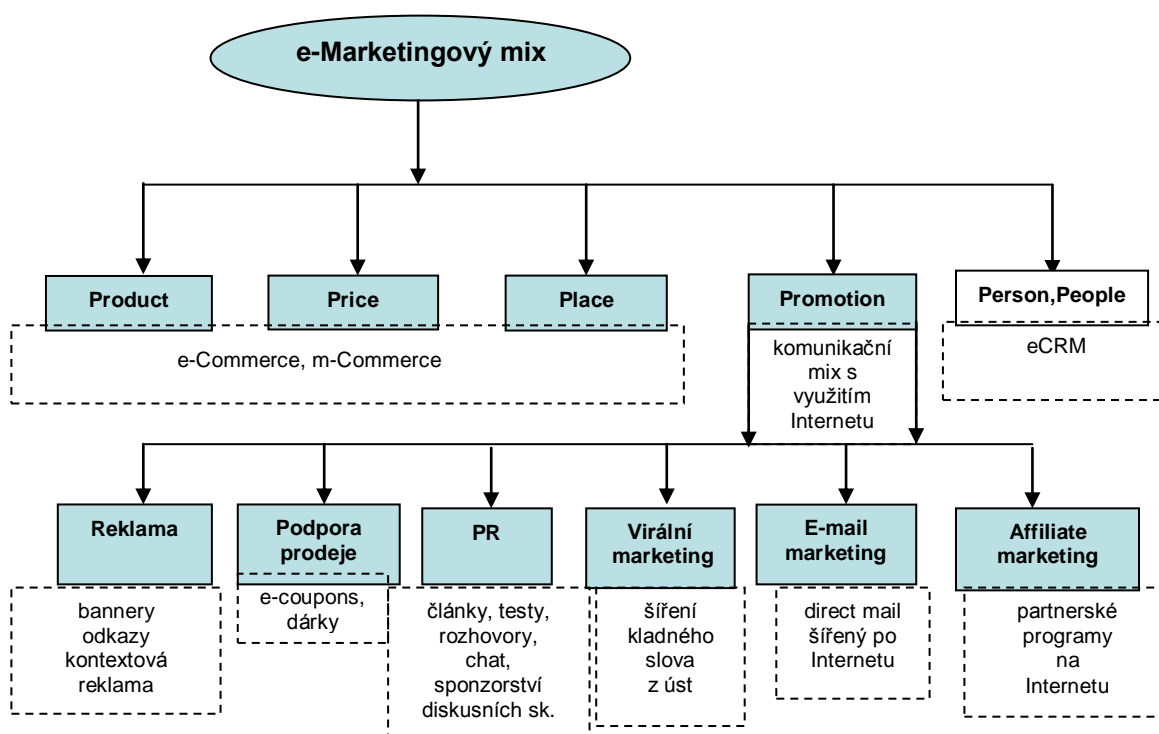 e-Marketingový mix
Product
Price
Place
Promotion
Person,People
e-Commerce, m-Commerce
komunikační
mix s
využitím
Internetu
eCRM
Reklama
Podpora
prodeje
PR
Virální
marketing
E-mail
marketing
Affiliate
marketing
bannery
odkazy
kontextová
reklama
e-coupons,
dárky
články, testy,
rozhovory,
chat,
sponzorství
diskusních sk.
šíření
kladného
slova
z úst
direct mail
šířený po
Internetu
partnerské
programy
na
Internetu